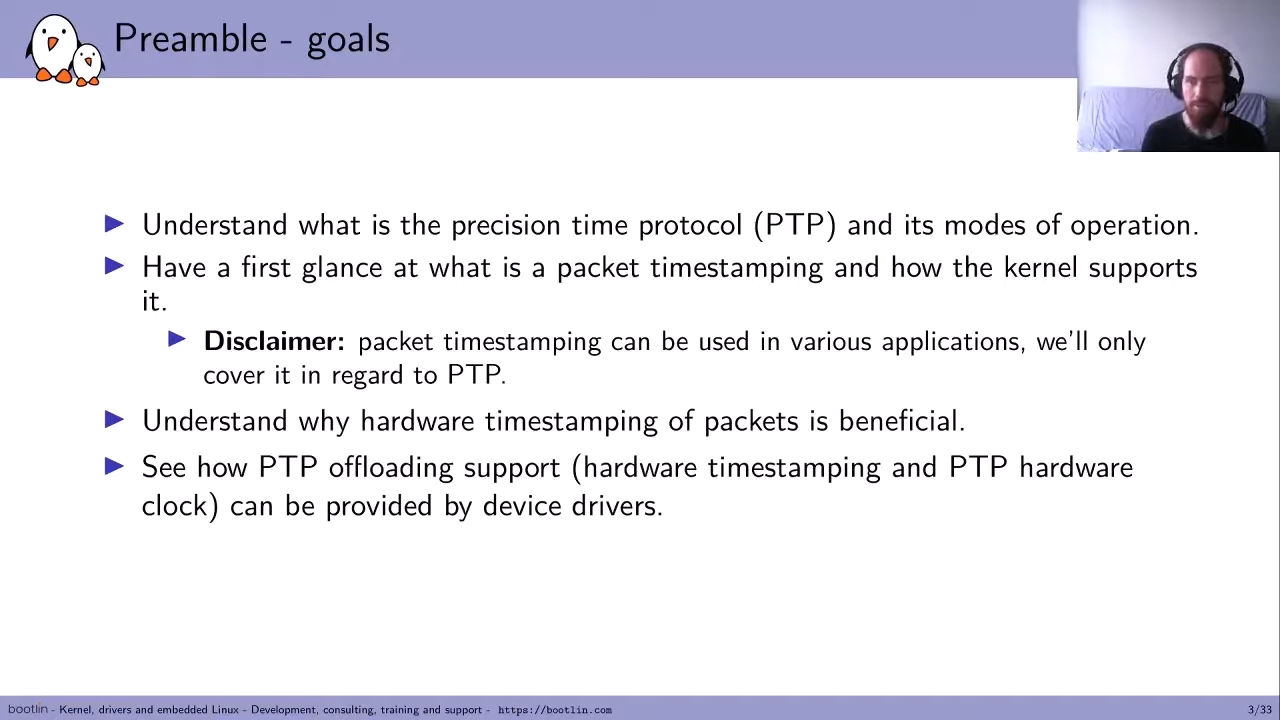 Preamble - goals
Understand what is the precision time protocol (PTP) and its modes of operation.
Have a first glance at what is a packet timestamping and how the kernel supports
it.
Disclaimer: packet timestamping can be used in various applications, we'll only
cover it in regard to PTP.
Understand why hardware timestamping of packets is beneficial.
See how PTP offloading support (hardware timestamping and PTP hardware
clock) can be provided by device drivers.
bootlin - Kernel, drivers and embedded Linux - Development, consulting, training and support - https://bootlin.com 3/33